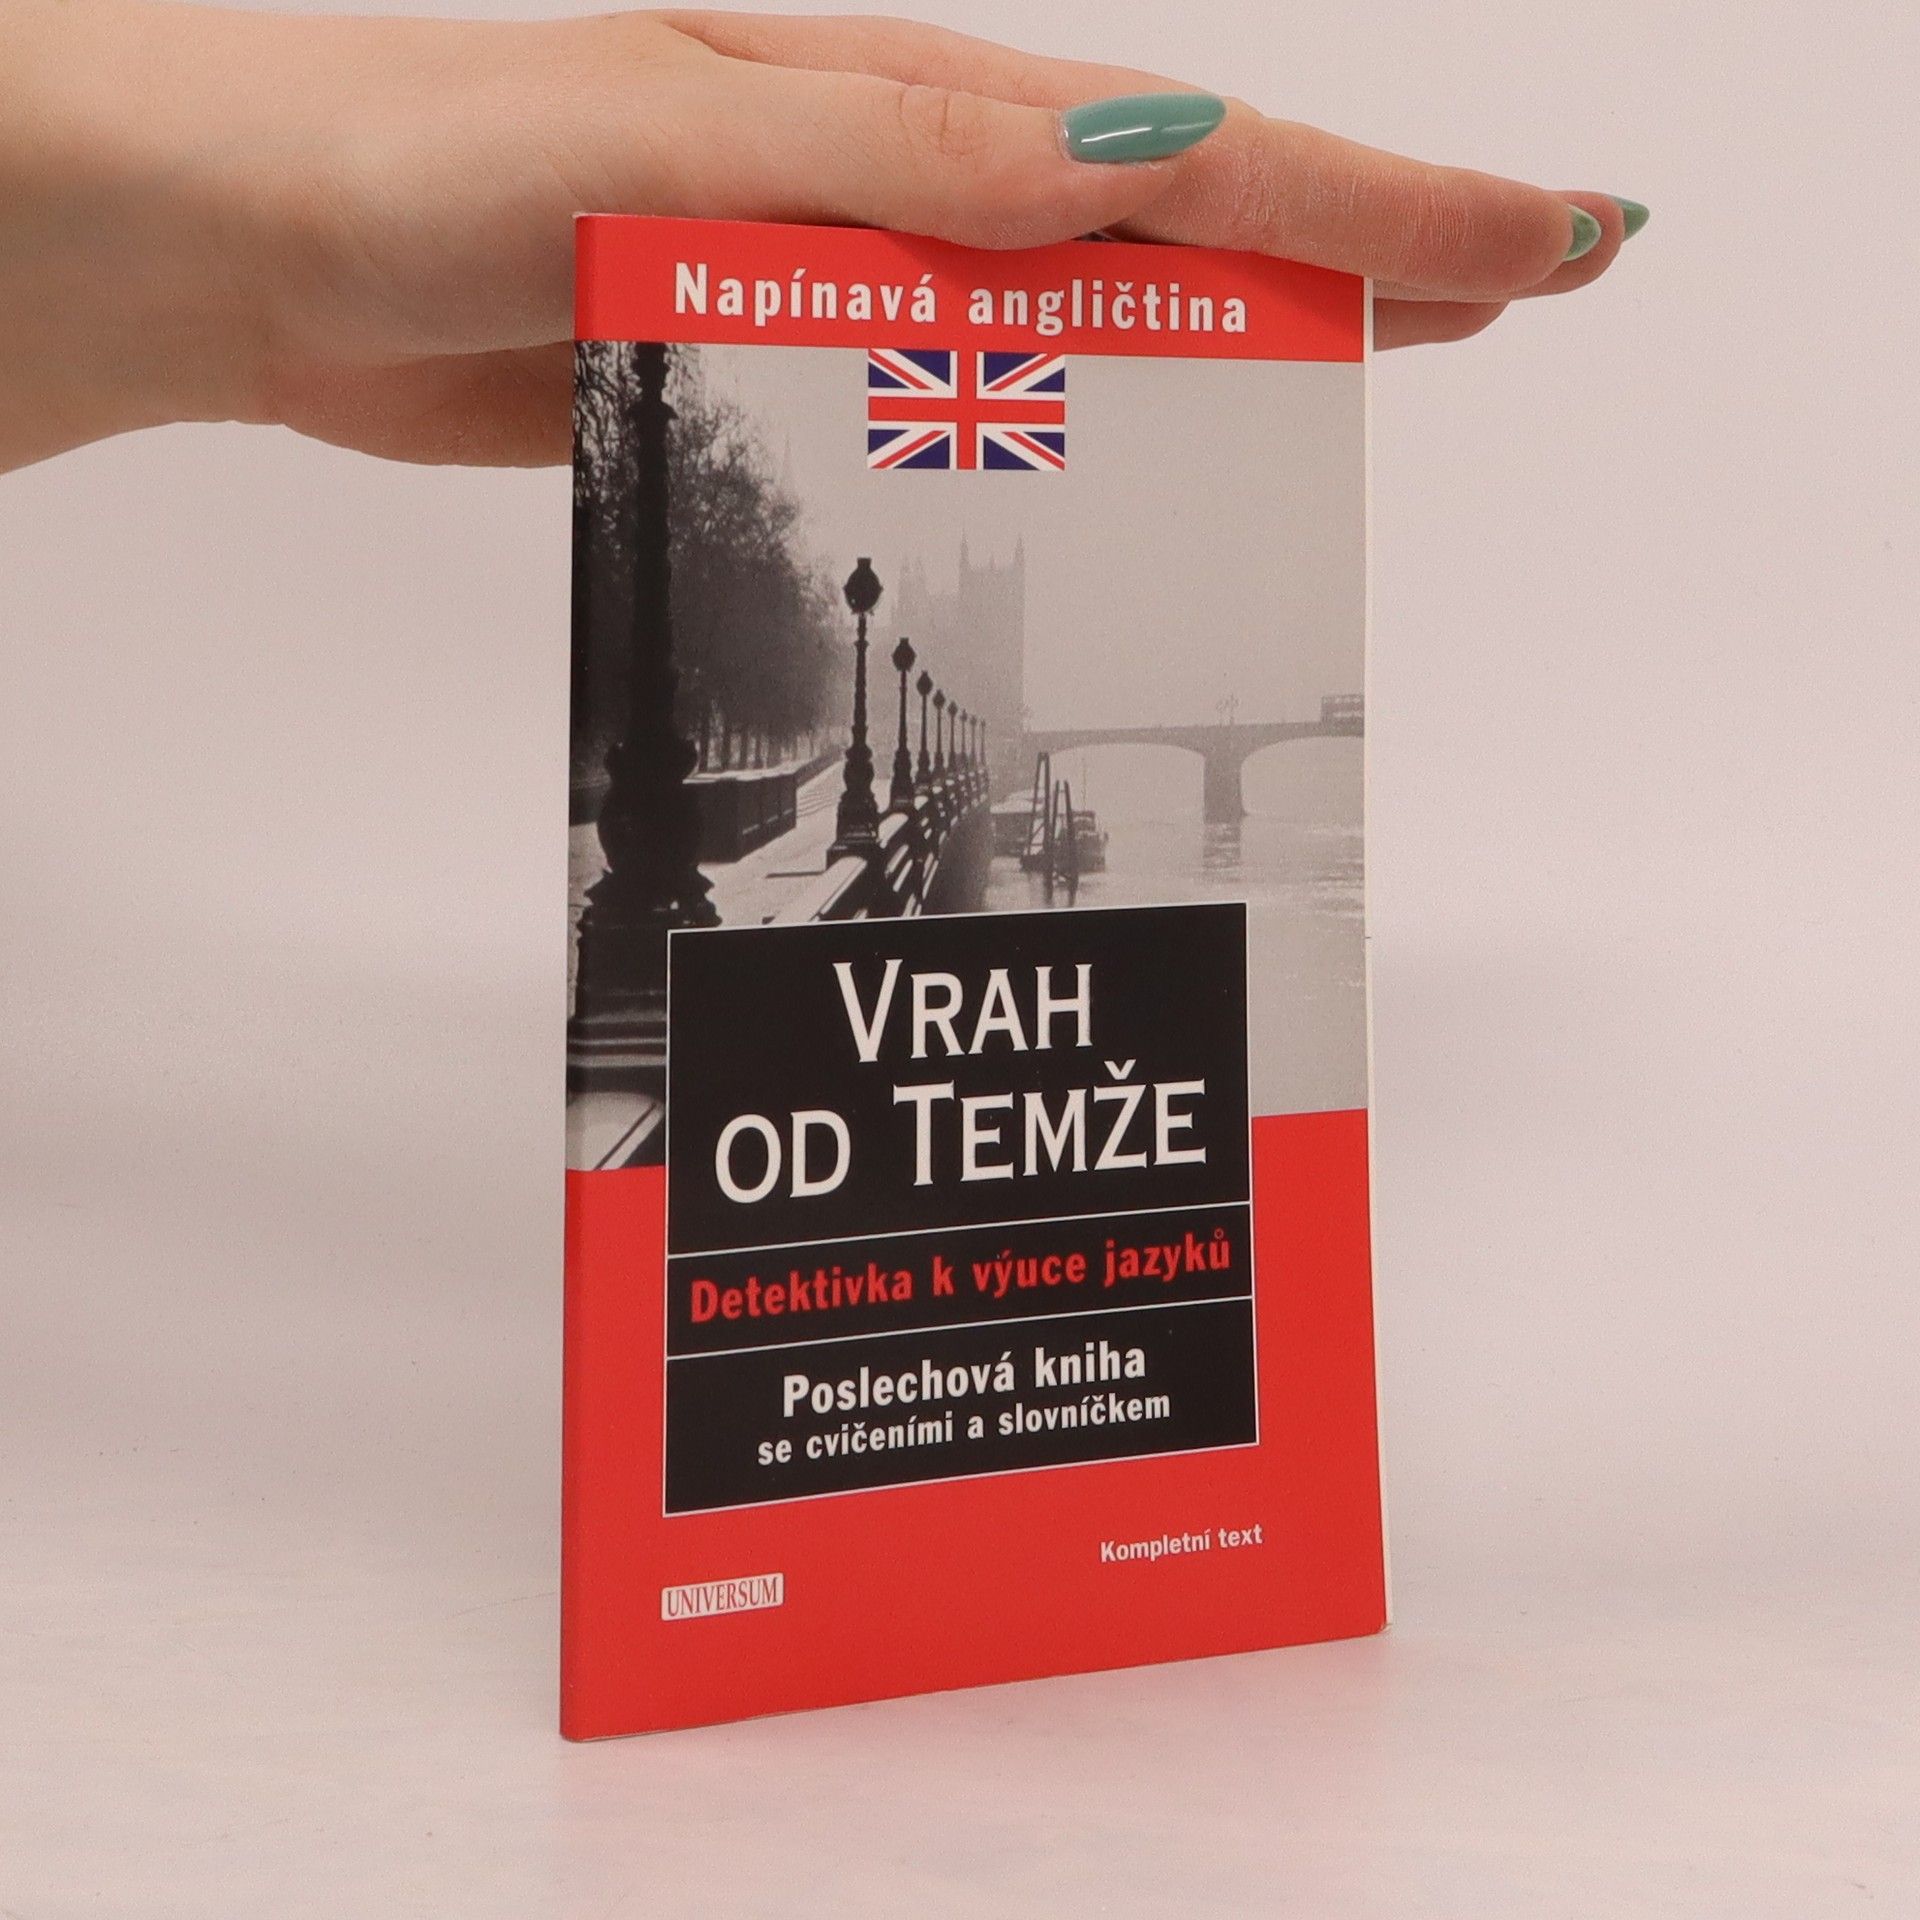 Napínavá angličtina
VRAH
OD TEMŽE
Detektivka k výuce jazyků
Poslechová kniha
se cvičeními a slovníčkem
Kompletní text
UNIVERSUM